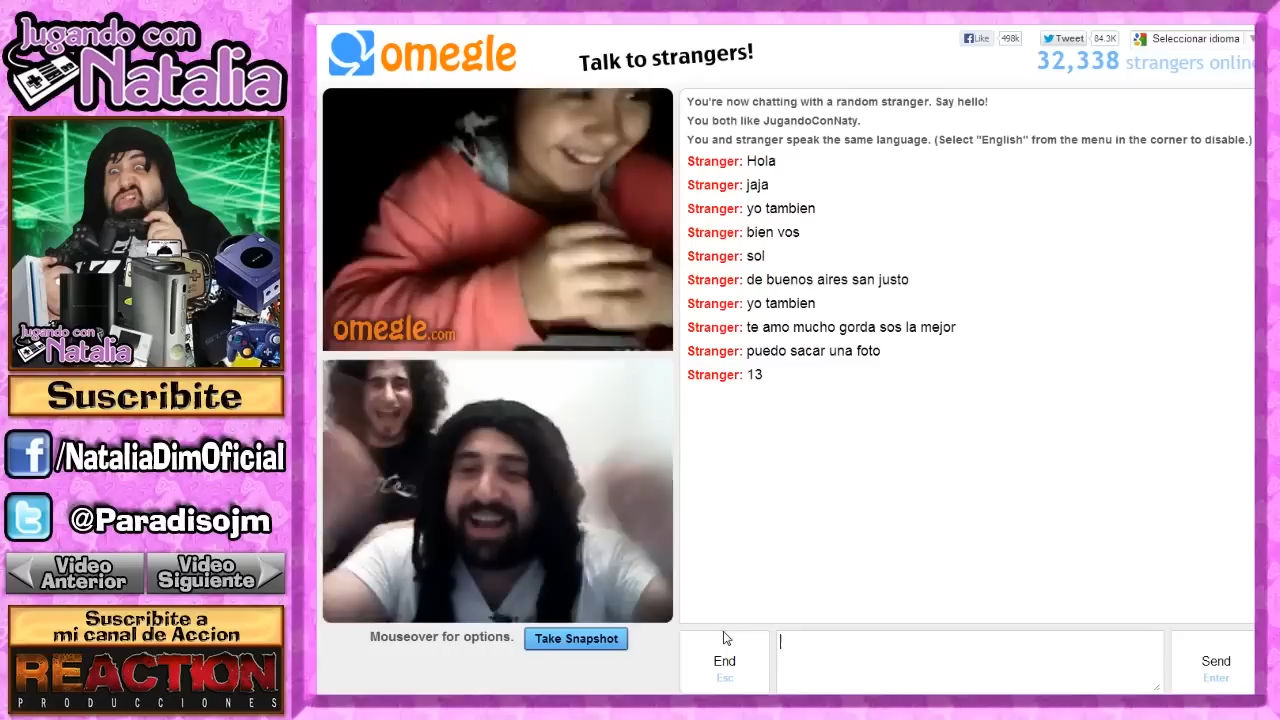 Jugando con
Natalia
Jugando con
Natalia
Suscribite
f /NataliaDimOficial
t @Paradisojm
Video
Anterior
Video
Siguiente
Suscribite a
mi canal de Accion
REACTION
PRODUCCIONES
omegle
Talk to strangers!
Like 498k
Tweet 84.3K
Seleccionar idioma
32,338 strangers online
omegle.com
You're now chatting with a random stranger. Say hello!
You both like JugandoConNaty.
You and stranger speak the same language. (Select "English" from the menu in the corner to disable.)
Stranger: Hola
Stranger: jaja
Stranger: yo tambien
Stranger: bien vos
Stranger: sol
Stranger: de buenos aires san justo
Stranger: yo tambien
Stranger: te amo mucho gorda sos la mejor
Stranger: puedo sacar una foto
Stranger: 13
Mouseover for options.
Take Snapshot
End
Esc
Send
Enter